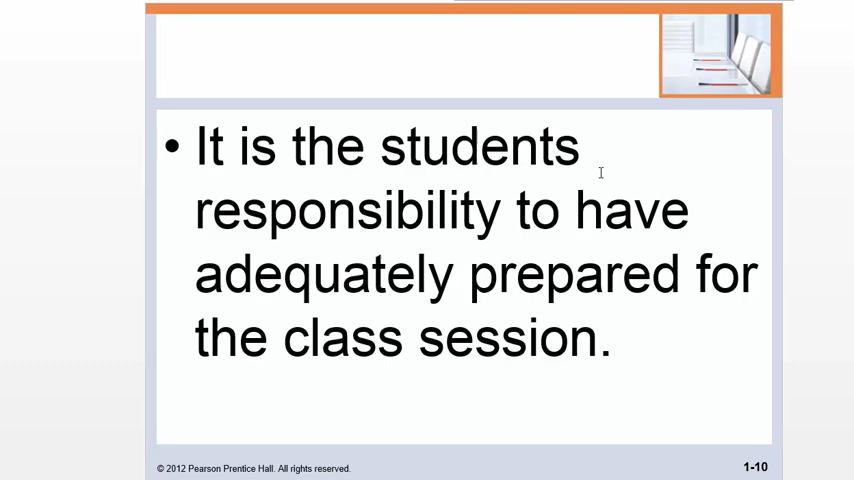 • It is the students
responsibility to have
adequately prepared for
the class session.
© 2012 Pearson Prentice Hall. All rights reserved.
1-10